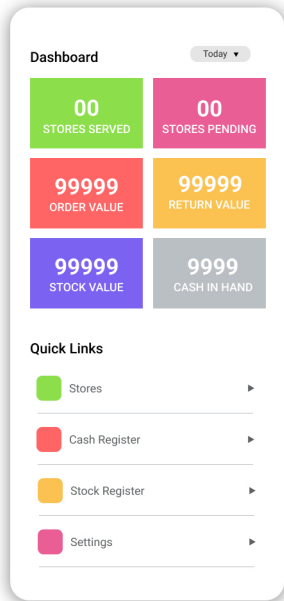 Dashboard
Today
00
STORES SERVED
00
STORES PENDING
99999
ORDER VALUE
99999
RETURN VALUE
99999
STOCK VALUE
9999
CASH IN HAND
Quick Links
Stores
Cash Register
Stock Register
Settings